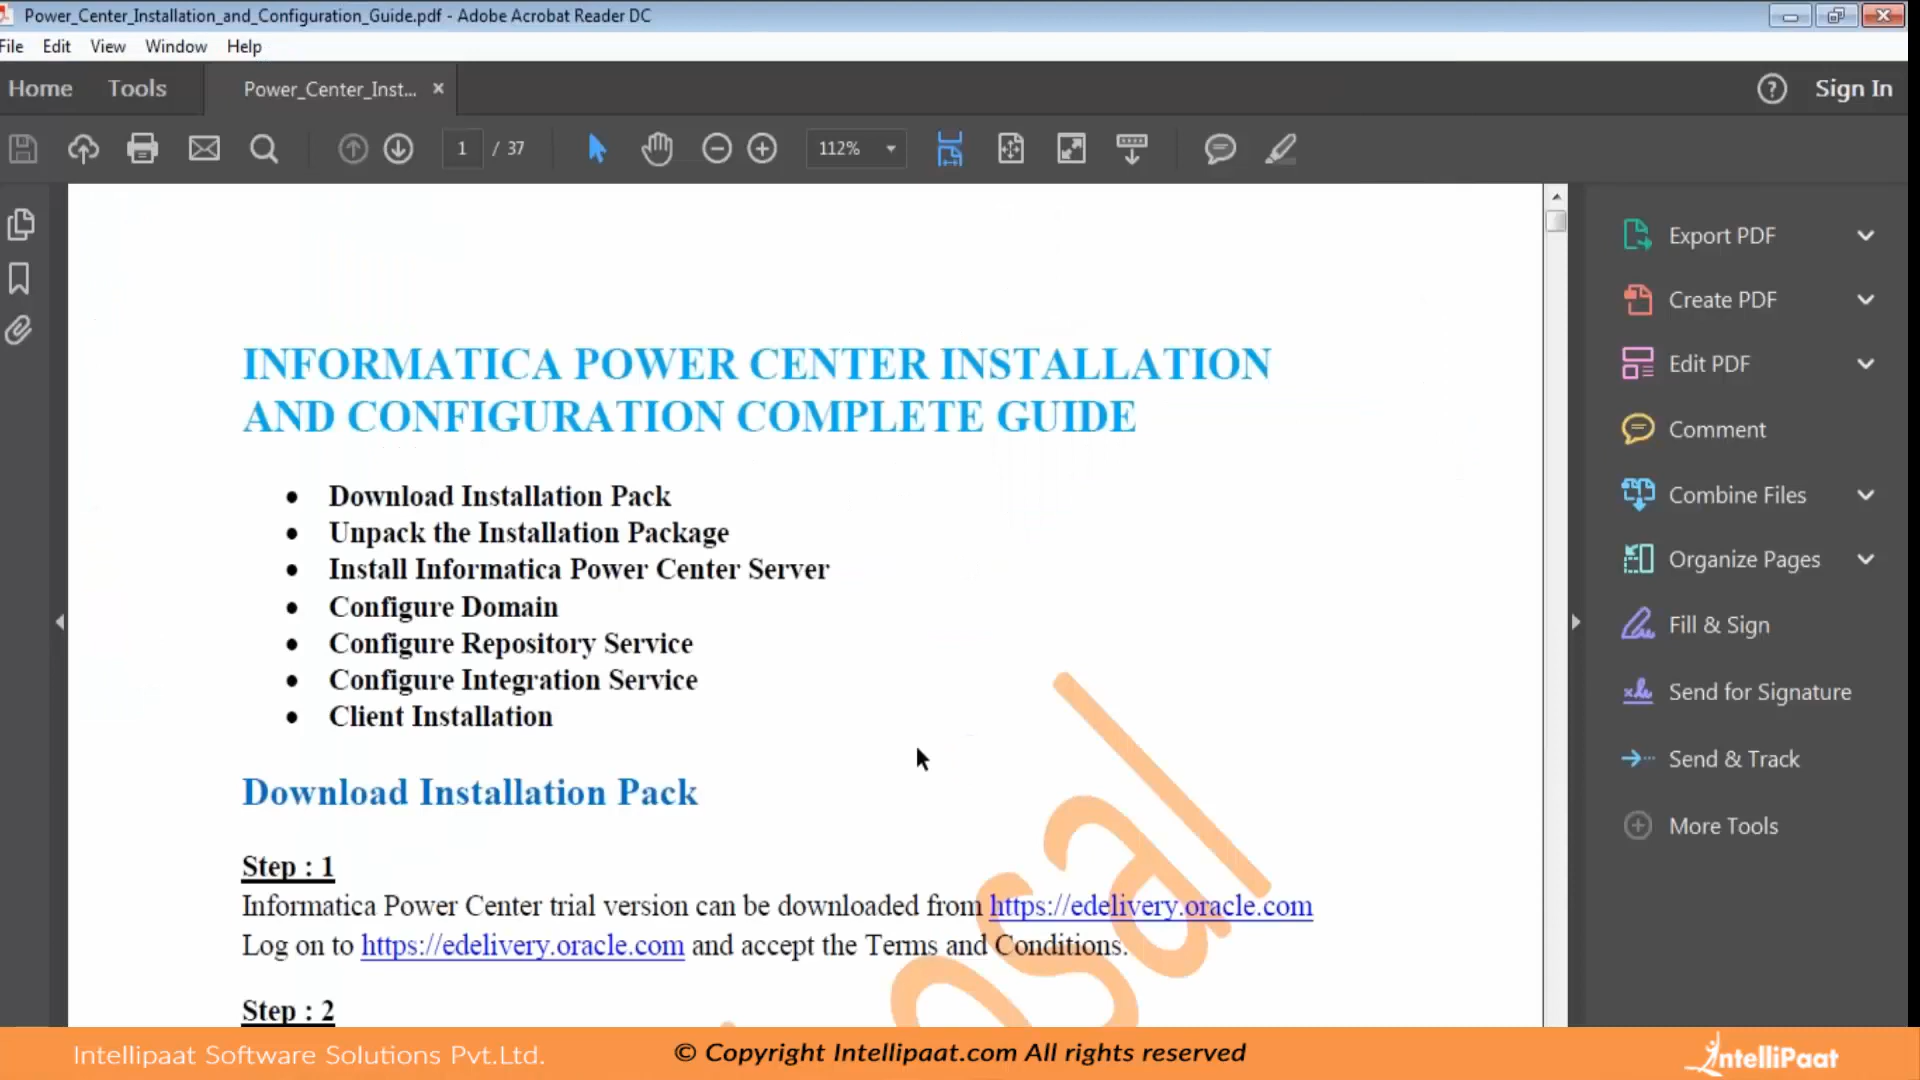 Power_Center_Installation_and_Configuration_Guide.pdf - Adobe Acrobat Reader DC
File Edit View Window Help
Home Tools Power_Center_Inst... × ? Sign In
1 / 37 112%
INFORMATICA POWER CENTER INSTALLATION
AND CONFIGURATION COMPLETE GUIDE
• Download Installation Pack
• Unpack the Installation Package
• Install Informatica Power Center Server
• Configure Domain
• Configure Repository Service
• Configure Integration Service
• Client Installation
Download Installation Pack
Step : 1
Informatica Power Center trial version can be downloaded from https://edelivery.oracle.com
Log on to https://edelivery.oracle.com and accept the Terms and Conditions.
Step : 2
Export PDF
Create PDF
Edit PDF
Comment
Combine Files
Organize Pages
Fill & Sign
Send for Signature
Send & Track
More Tools
Intellipaat Software Solutions Pvt.Ltd.
© Copyright Intellipaat.com All rights reserved
IntelliPaat